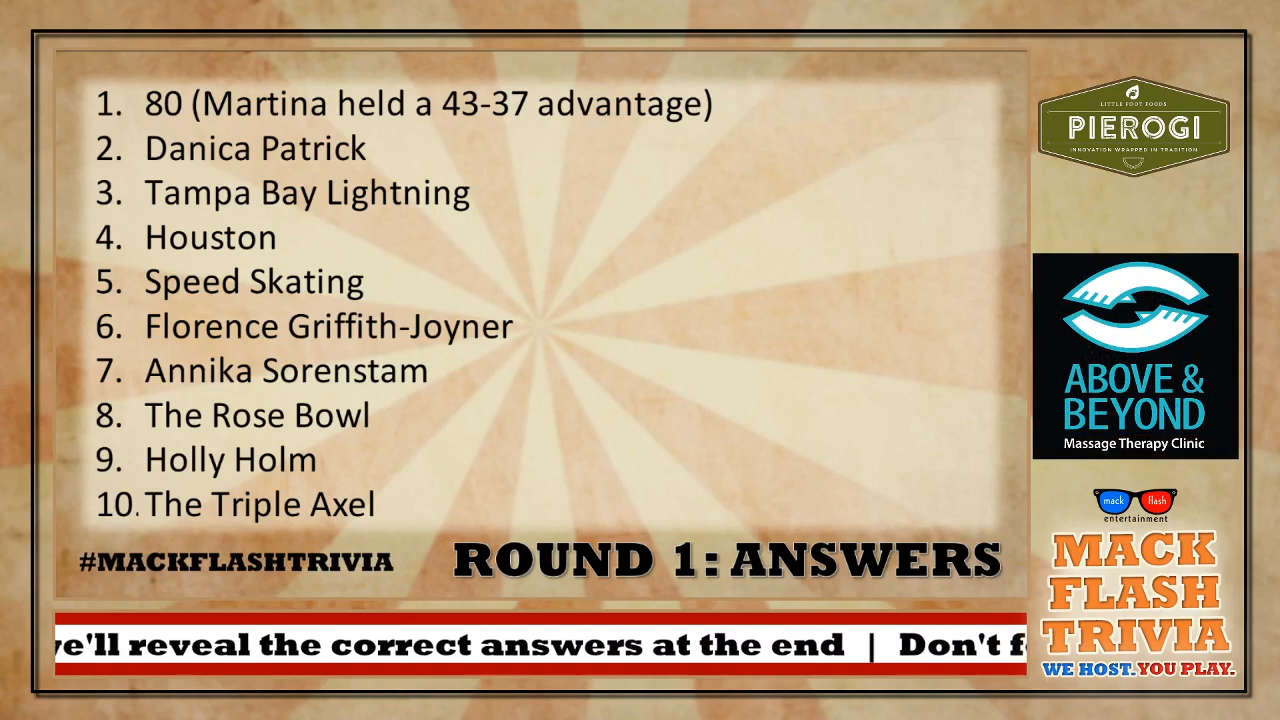 1. 80 (Martina held a 43-37 advantage)
2. Danica Patrick
3. Tampa Bay Lightning
4. Houston
5. Speed Skating
6. Florence Griffith-Joyner
7. Annika Sorenstam
8. The Rose Bowl
9. Holly Holm
10. The Triple Axel
#MACKFLASHTRIVIA
ROUND 1: ANSWERS
've'll reveal the correct answers at the end | Don't f
LITTLE FOOT FOODS
PIEROGI
INNOVATION WRAPPED IN TRADITION
ABOVE &
BEYOND
Massage Therapy Clinic
mack flash
entertainment
MACK
FLASH
TRIVIA
WE HOST. YOU PLAY.